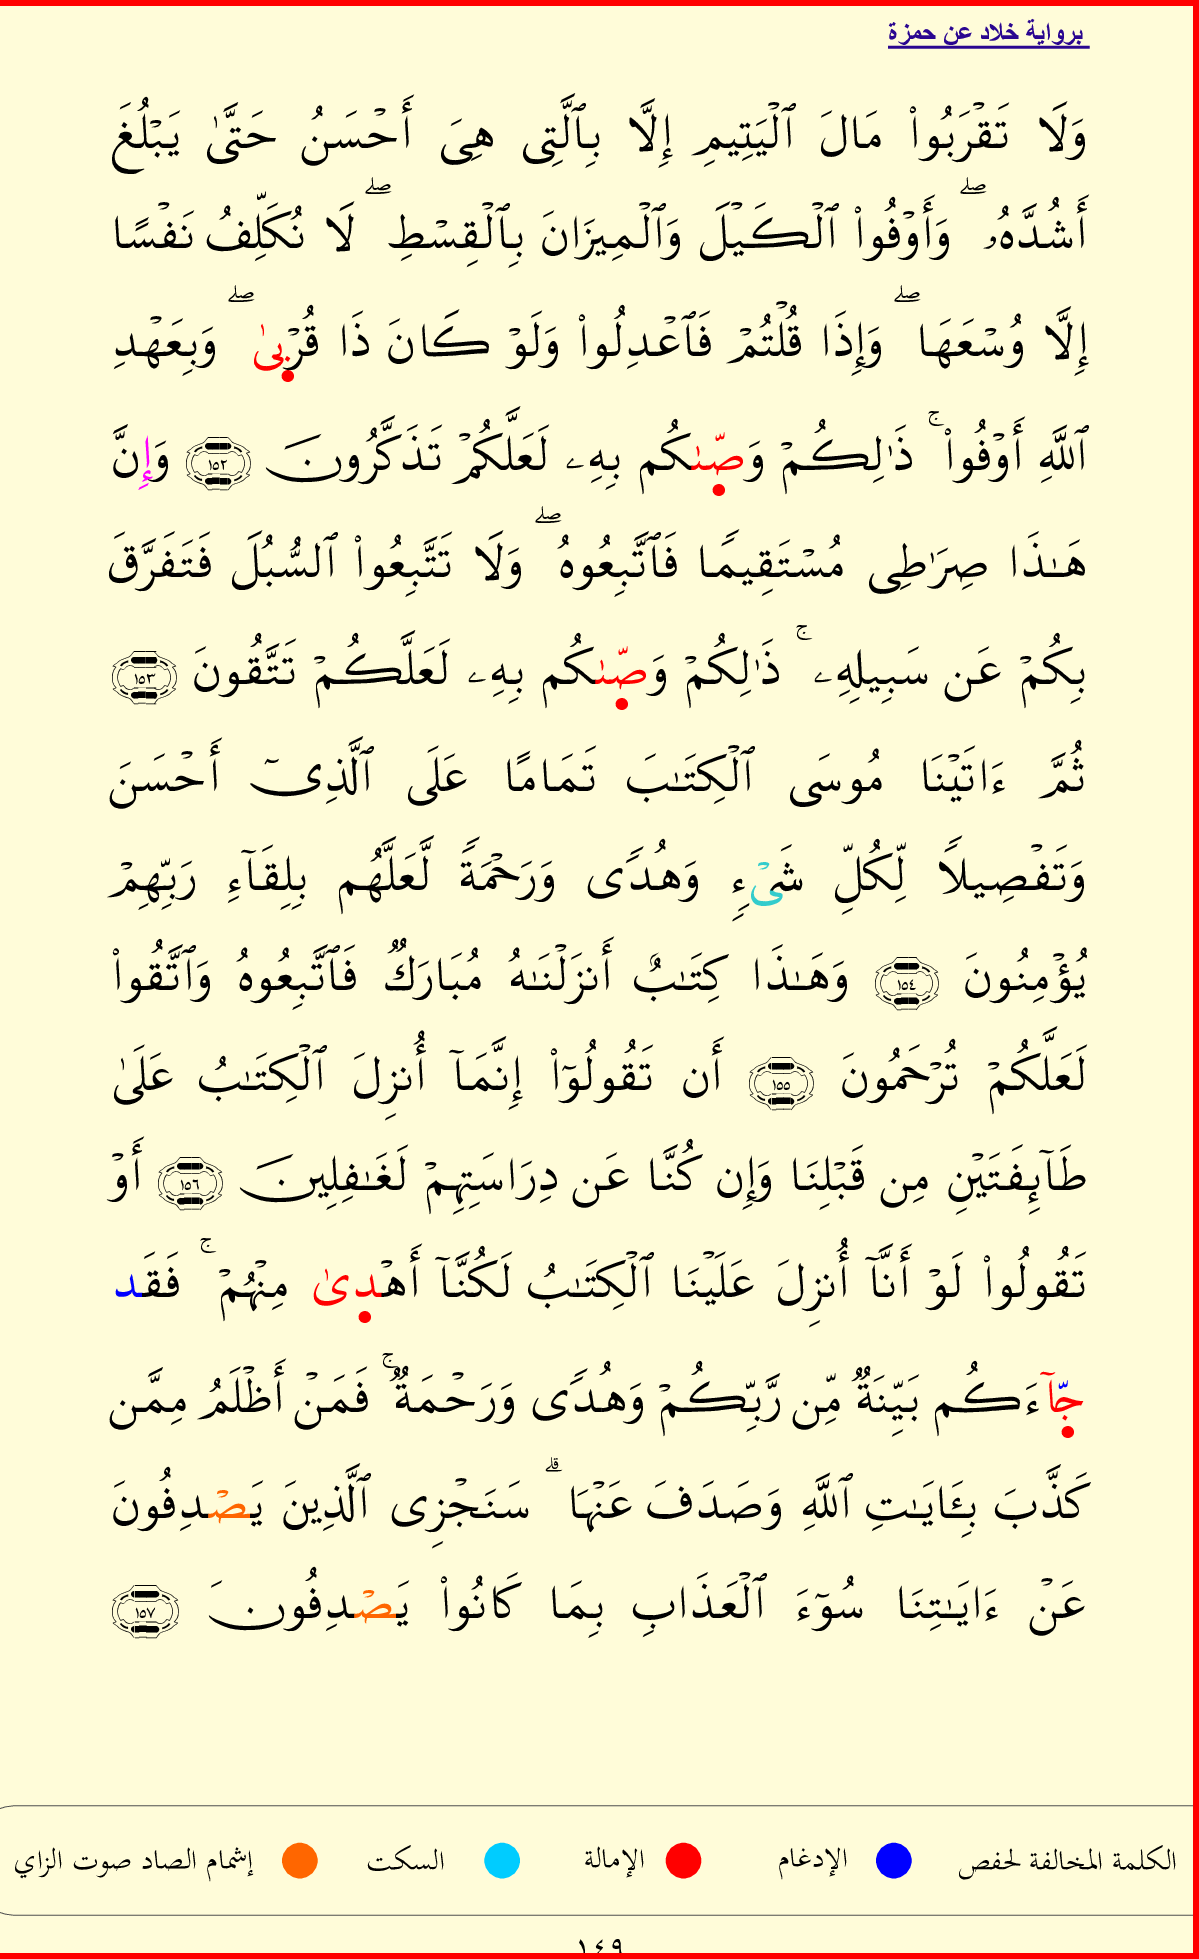 برواية خلاد عن حمزة
وَلَا تَقْرَبُوا۟ مَالَ ٱلْيَتِيمِ إِلَّا بِٱلَّتِى هِىَ أَحْسَنُ حَتَّىٰ يَبْلُغَ
أَشُدَّهُۥ ۖ وَأَوْفُوا۟ ٱلْكَيْلَ وَٱلْمِيزَانَ بِٱلْقِسْطِ ۖ لَا نُكَلِّفُ نَفْسًا
إِلَّا وُسْعَهَا ۖ وَإِذَا قُلْتُمْ فَٱعْدِلُوا۟ وَلَوْ كَانَ ذَا قُرْبىٰ ۖ وَبِعَهْدِ
ٱللَّهِ أَوْفُوا۟ ۚ ذَٰلِكُمْ وَصّىٰكُم بِهِۦ لَعَلَّكُمْ تَذَكَّرُونَ ١٥٢ وَإِنَّ
هَـٰذَا صِرَٰطِى مُسْتَقِيمًا فَٱتَّبِعُوهُ ۖ وَلَا تَتَّبِعُوا۟ ٱلسُّبُلَ فَتَفَرَّقَ
بِكُمْ عَن سَبِيلِهِۦ ۚ ذَٰلِكُمْ وَصّىٰكُم بِهِۦ لَعَلَّكُمْ تَتَّقُونَ ١٥٣
ثُمَّ ءَاتَيْنَا مُوسَى ٱلْكِتَـٰبَ تَمَامًا عَلَى ٱلَّذِىٓ أَحْسَنَ
وَتَفْصِيلًا لِّكُلِّ شَىْءٍ وَهُدًى وَرَحْمَةً لَّعَلَّهُم بِلِقَآءِ رَبِّهِمْ
يُؤْمِنُونَ ١٥٤ وَهَـٰذَا كِتَـٰبٌ أَنزَلْنَـٰهُ مُبَارَكٌ فَٱتَّبِعُوهُ وَٱتَّقُوا۟
لَعَلَّكُمْ تُرْحَمُونَ ١٥٥ أَن تَقُولُوٓا۟ إِنَّمَآ أُنزِلَ ٱلْكِتَـٰبُ عَلَىٰ
طَآئِفَتَيْنِ مِن قَبْلِنَا وَإِن كُنَّا عَن دِرَاسَتِهِمْ لَغَـٰفِلِينَ ١٥٦ أَوْ
تَقُولُوا۟ لَوْ أَنَّآ أُنزِلَ عَلَيْنَا ٱلْكِتَـٰبُ لَكُنَّآ أَهْدىٰ مِنْهُمْ ۚ فَقَد
جّآءَكُم بَيِّنَةٌ مِّن رَّبِّكُمْ وَهُدًى وَرَحْمَةٌ ۚ فَمَنْ أَظْلَمُ مِمَّن
كَذَّبَ بِـَٔايَـٰتِ ٱللَّهِ وَصَدَفَ عَنْهَا ۗ سَنَجْزِى ٱلَّذِينَ يَصْدِفُونَ
عَنْ ءَايَـٰتِنَا سُوٓءَ ٱلْعَذَابِ بِمَا كَانُوا۟ يَصْدِفُونَ ١٥٧
الكلمة المخالفة لحفص الإدغام الإمالة السكت إشمام الصاد صوت الزاي
١٤٩